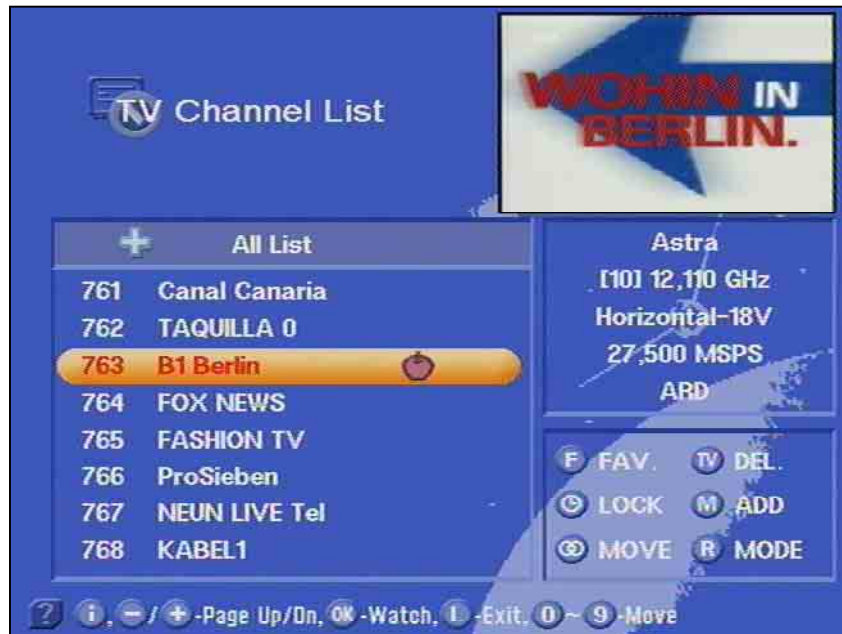 TV Channel List
WOHIN IN
BERLIN.
All List
761 Canal Canaria
762 TAQUILLA 0
763 B1 Berlin
764 FOX NEWS
765 FASHION TV
766 ProSieben
767 NEUN LIVE Tel
768 KABEL1
Astra
[10] 12,110 GHz
Horizontal-18V
27,500 MSPS
ARD
F FAV. TV DEL.
LOCK M ADD
MOVE R MODE
? i, -/ + -Page Up/Dn, OK -Watch, L -Exit, 0 ~ 9 -Move